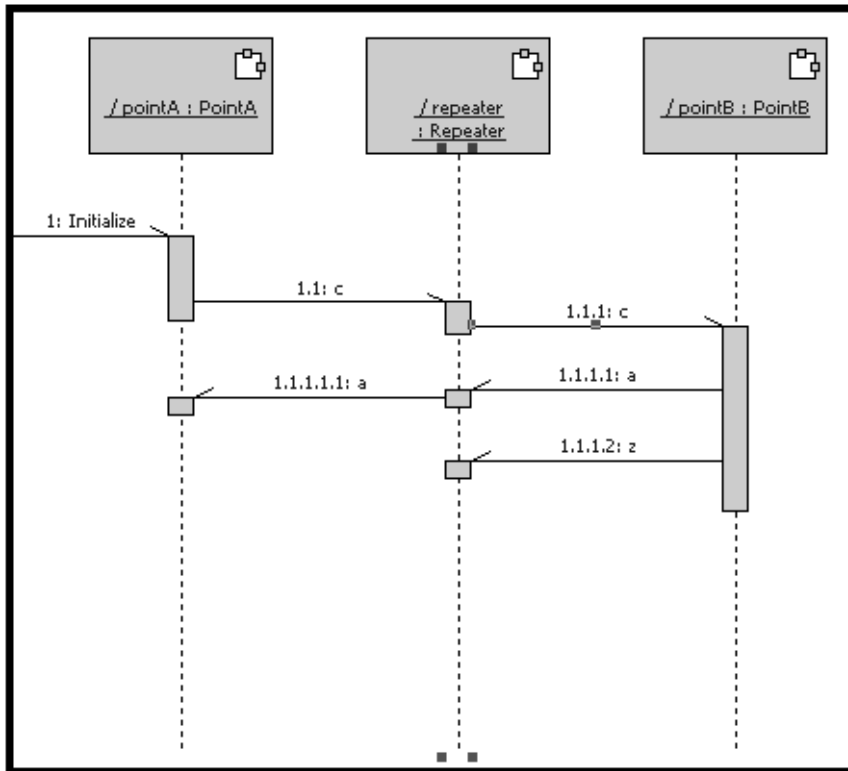 / pointA : PointA
/ repeater
: Repeater
/ pointB : PointB
1: Initialize
1.1: c
1.1.1: c
1.1.1.1.1: a
1.1.1.1: a
1.1.1.2: z